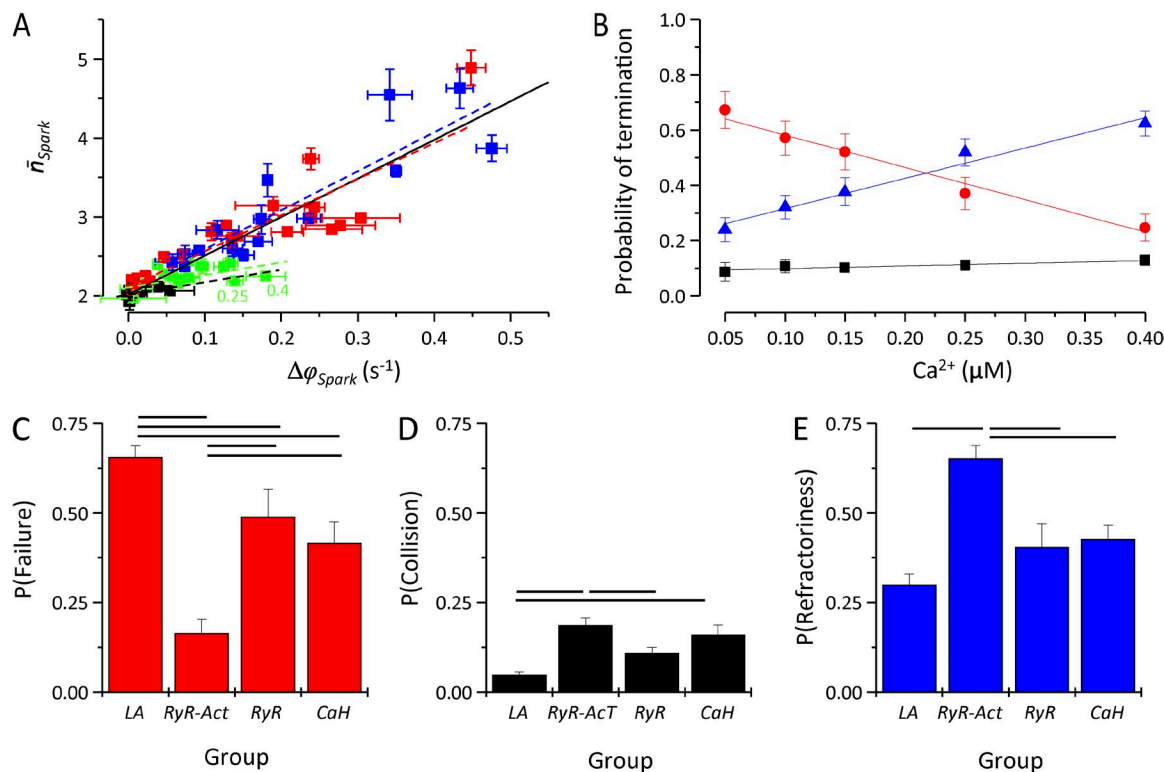 A
n̄Spark
5
4
3
2
0.25
0.4
0.0 0.1 0.2 0.3 0.4 0.5
ΔφSpark (s-1)
B
Probability of termination
1.0
0.8
0.6
0.4
0.2
0.0
0.05 0.10 0.15 0.20 0.25 0.30 0.35 0.40
Ca2+ (μM)
C
P(Failure)
0.75
0.50
0.25
0.00
LA RyR-Act RyR CaH
Group
D
P(Collision)
0.75
0.50
0.25
0.00
LA RyR-AcT RyR CaH
Group
E
P(Refractoriness)
0.75
0.50
0.25
0.00
LA RyR-Act RyR CaH
Group